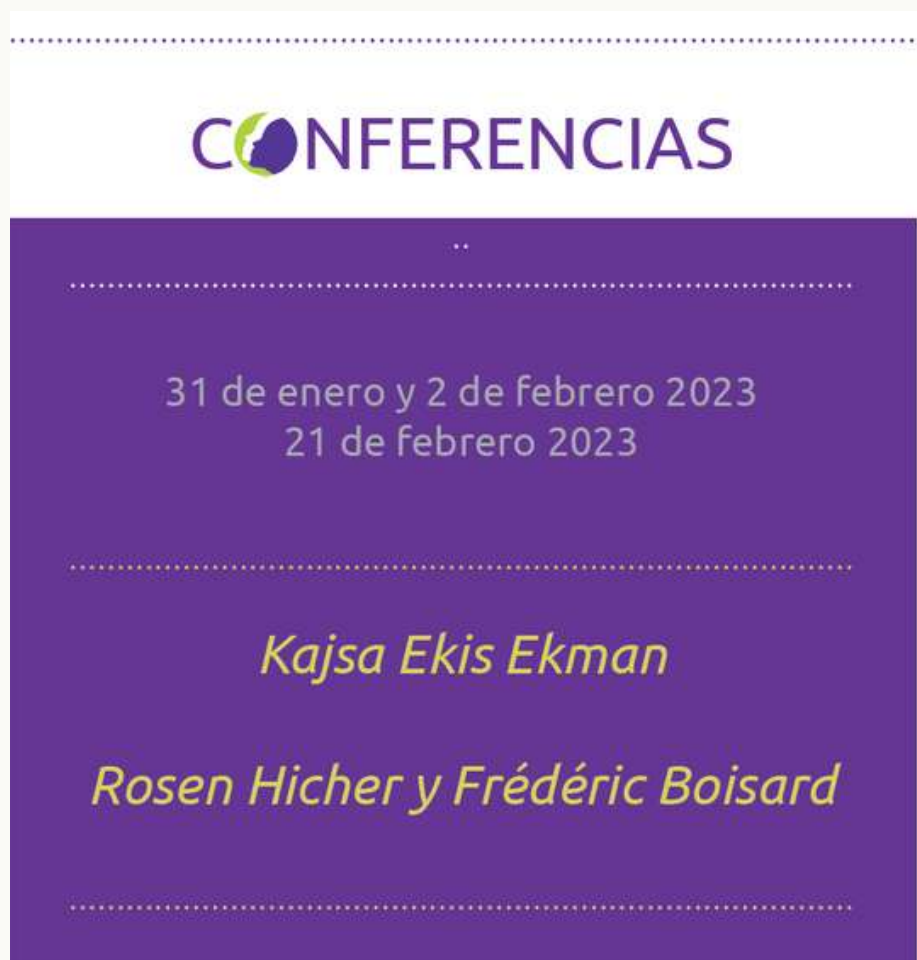 CONFERENCIAS
31 de enero y 2 de febrero 2023
21 de febrero 2023
Kajsa Ekis Ekman
Rosen Hicher y Frédéric Boisard